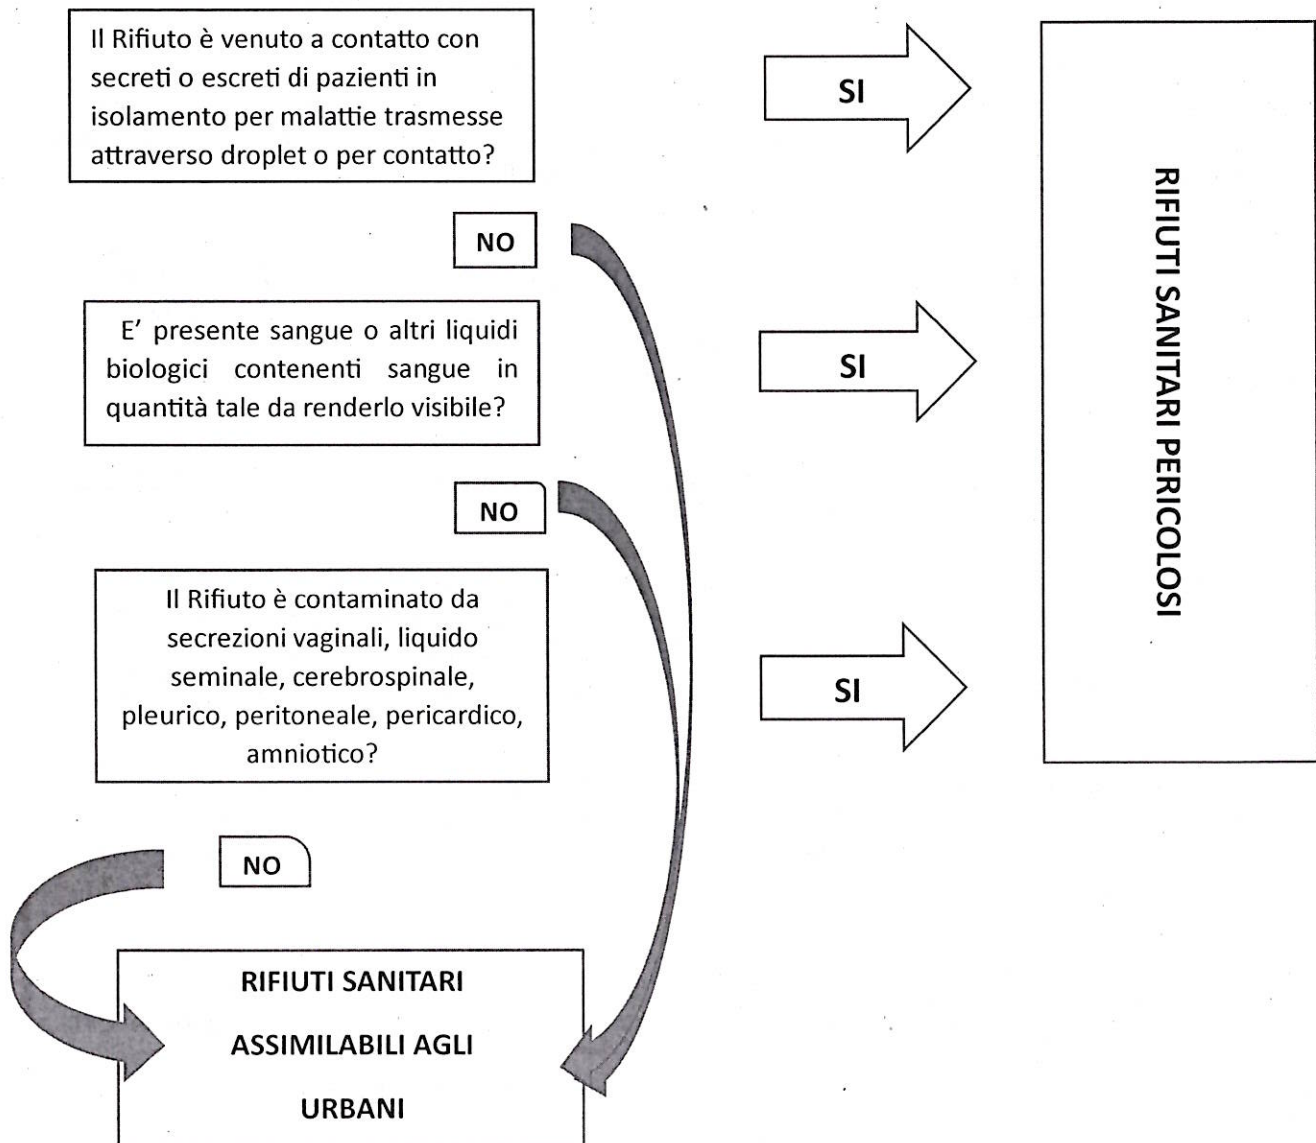 Il Rifiuto è venuto a contatto con
secreti o escreti di pazienti in
isolamento per malattie trasmesse
attraverso droplet o per contatto?
SI
NO
E’ presente sangue o altri liquidi
biologici contenenti sangue in
quantità tale da renderlo visibile?
SI
NO
Il Rifiuto è contaminato da
secrezioni vaginali, liquido
seminale, cerebrospinale,
pleurico, peritoneale, pericardico,
amniotico?
SI
NO
RIFIUTI SANITARI PERICOLOSI
RIFIUTI SANITARI
ASSIMILABILI AGLI
URBANI